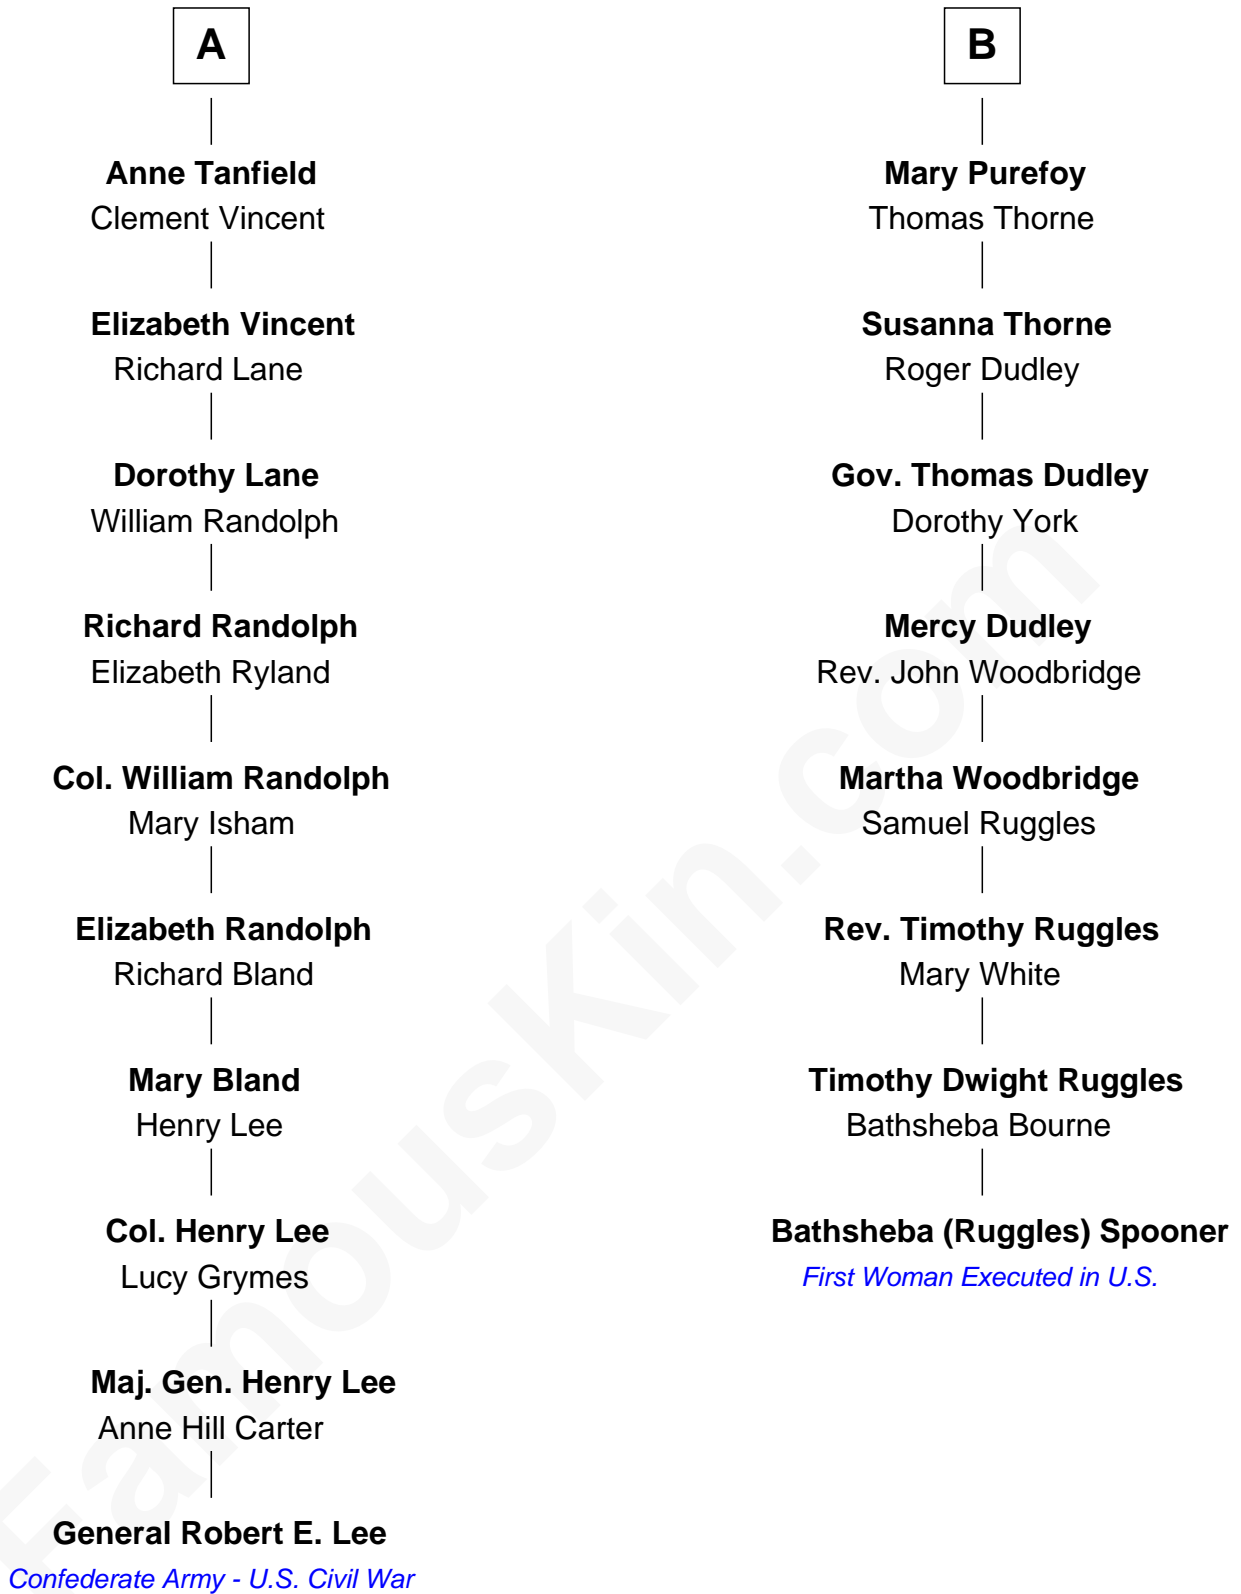 A
Anne Tanfield
Clement Vincent
Elizabeth Vincent
Richard Lane
Dorothy Lane
William Randolph
Richard Randolph
Elizabeth Ryland
Col. William Randolph
Mary Isham
Elizabeth Randolph
Richard Bland
Mary Bland
Henry Lee
Col. Henry Lee
Lucy Grymes
Maj. Gen. Henry Lee
Anne Hill Carter
General Robert E. Lee
Confederate Army - U.S. Civil War
B
Mary Purefoy
Thomas Thorne
Susanna Thorne
Roger Dudley
Gov. Thomas Dudley
Dorothy York
Mercy Dudley
Rev. John Woodbridge
Martha Woodbridge
Samuel Ruggles
Rev. Timothy Ruggles
Mary White
Timothy Dwight Ruggles
Bathsheba Bourne
Bathsheba (Ruggles) Spooner
First Woman Executed in U.S.
FamousKin.com